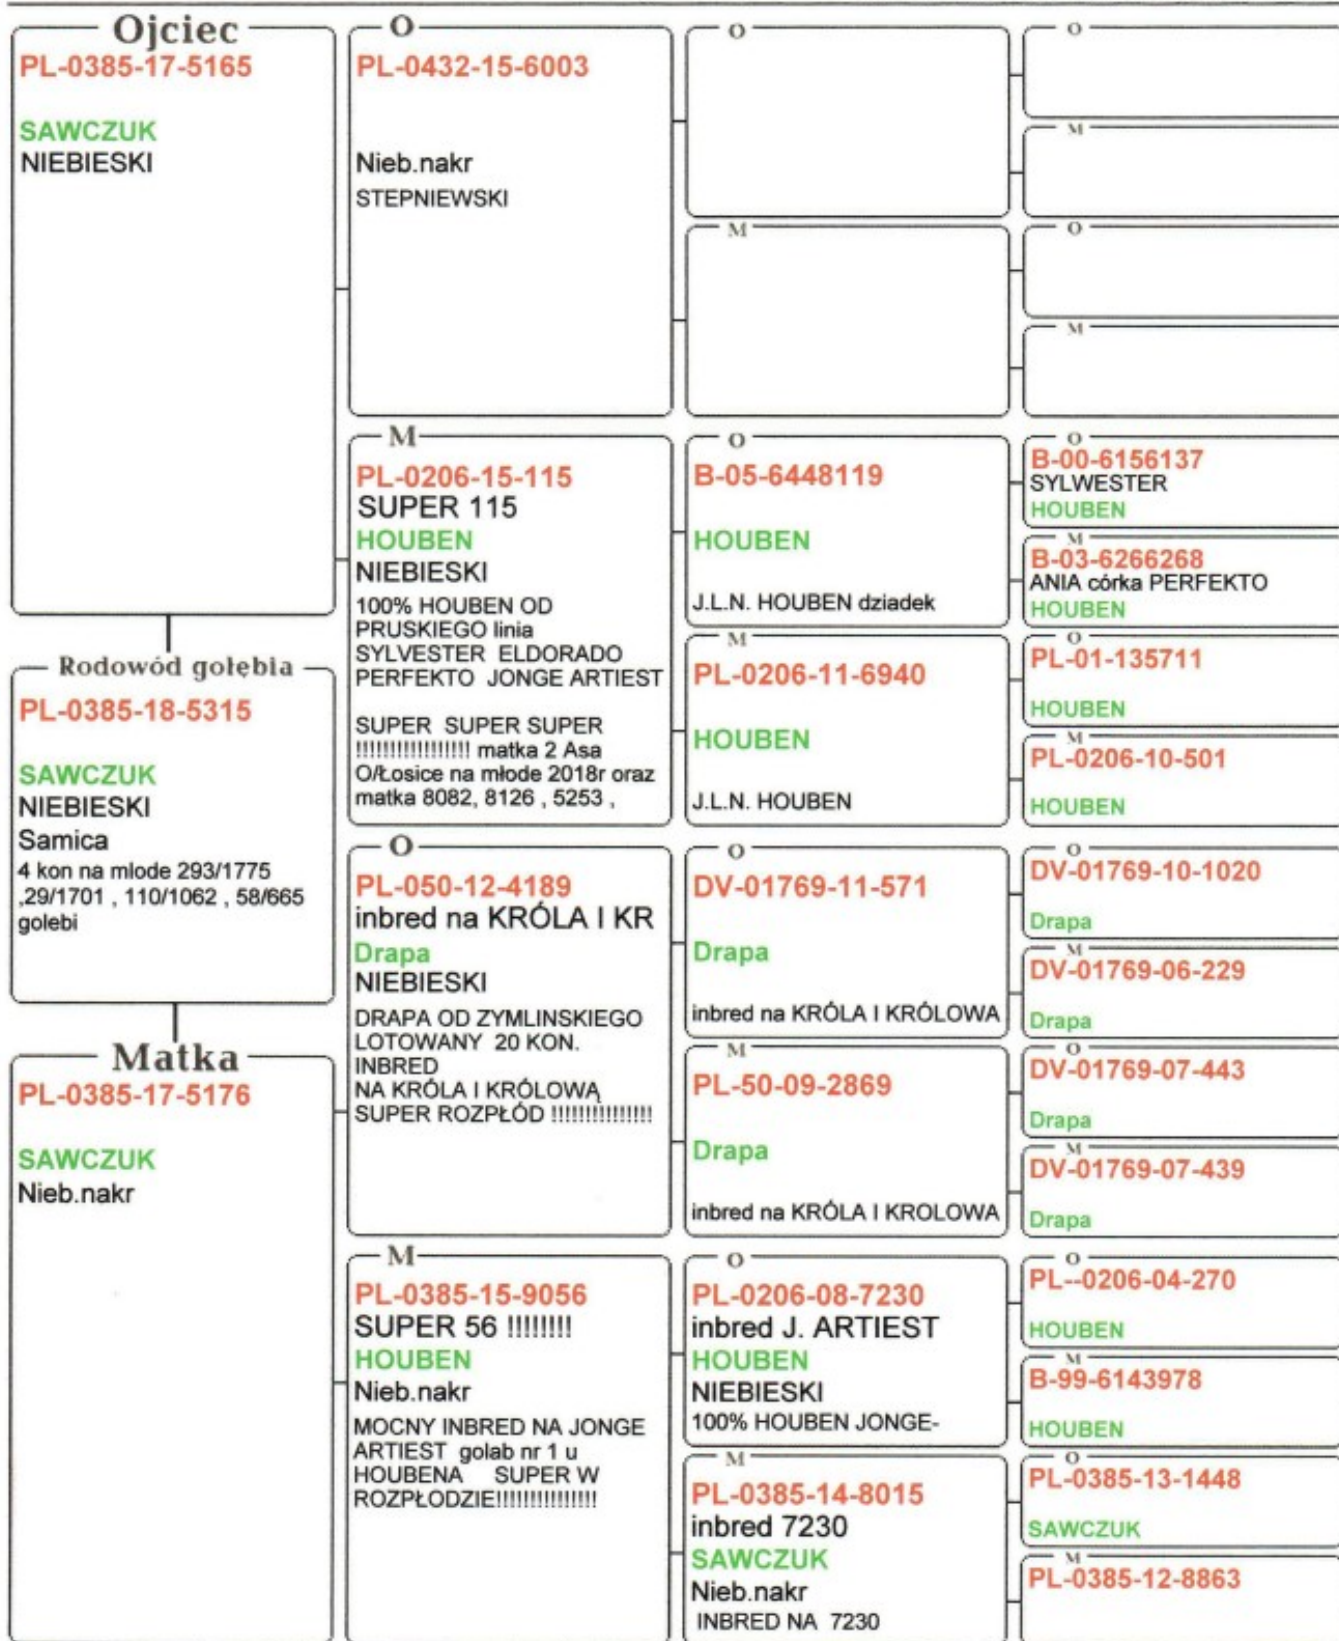 Ojciec
PL-0385-17-5165
SAWCZUK
NIEBIESKI
Rodowód gołębia
PL-0385-18-5315
SAWCZUK
NIEBIESKI
Samica
4 kon na mlode 293/1775
,29/1701 , 110/1062 , 58/665
golebi
Matka
PL-0385-17-5176
SAWCZUK
Nieb.nakr
O
PL-0432-15-6003
Nieb.nakr
STEPNIEWSKI
M
PL-0206-15-115
SUPER 115
HOUBEN
NIEBIESKI
100% HOUBEN OD
PRUSKIEGO linia
SYLVESTER ELDORADO
PERFEKTO JONGE ARTIEST
SUPER SUPER SUPER
!!!!!!!!!!!!!!!!!! matka 2 Asa
O/Łosice na młode 2018r oraz
matka 8082, 8126 , 5253 ,
O
PL-050-12-4189
inbred na KRÓLA I KR
Drapa
NIEBIESKI
DRAPA OD ZYMLINSKIEGO
LOTOWANY 20 KON.
INBRED
NA KRÓLA I KRÓLOWĄ
SUPER ROZPŁÓD !!!!!!!!!!!!!!!
M
PL-0385-15-9056
SUPER 56 !!!!!!!!
HOUBEN
Nieb.nakr
MOCNY INBRED NA JONGE
ARTIEST golab nr 1 u
HOUBENA SUPER W
ROZPŁODZIE!!!!!!!!!!!!!!!
O
M
O
B-05-6448119
HOUBEN
J.L.N. HOUBEN dziadek
M
PL-0206-11-6940
HOUBEN
J.L.N. HOUBEN
O
DV-01769-11-571
Drapa
inbred na KRÓLA I KRÓLOWA
M
PL-50-09-2869
Drapa
inbred na KRÓLA I KROLOWA
O
PL-0206-08-7230
inbred J. ARTIEST
HOUBEN
NIEBIESKI
100% HOUBEN JONGE-
M
PL-0385-14-8015
inbred 7230
SAWCZUK
Nieb.nakr
INBRED NA 7230
O
M
O
M
O
B-00-6156137
SYLWESTER
HOUBEN
M
B-03-6266268
ANIA córka PERFEKTO
HOUBEN
O
PL-01-135711
HOUBEN
M
PL-0206-10-501
HOUBEN
O
DV-01769-10-1020
Drapa
M
DV-01769-06-229
Drapa
O
DV-01769-07-443
Drapa
M
DV-01769-07-439
Drapa
O
PL--0206-04-270
HOUBEN
M
B-99-6143978
HOUBEN
O
PL-0385-13-1448
SAWCZUK
M
PL-0385-12-8863